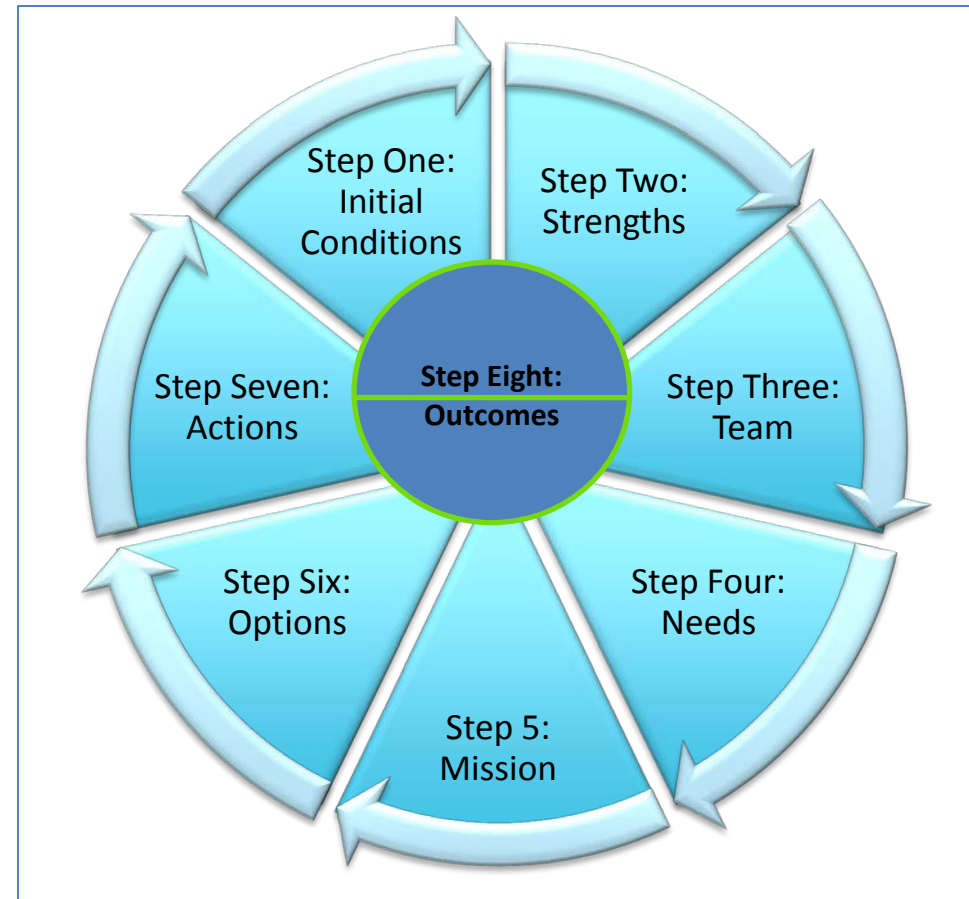 Step One:
Initial
Conditions
Step Two:
Strengths
Step Three:
Team
Step Four:
Needs
Step 5:
Mission
Step Six:
Options
Step Seven:
Actions
Step Eight:
Outcomes